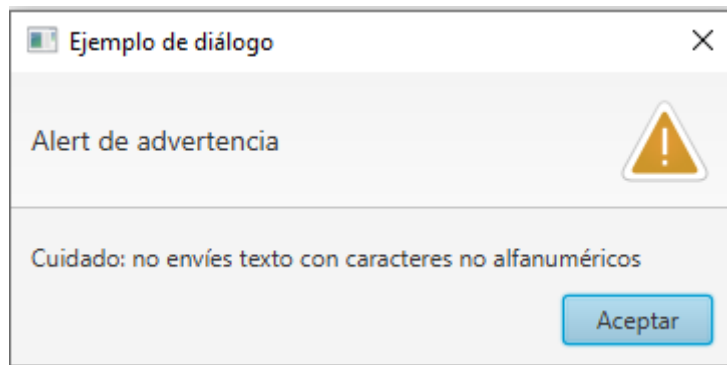 Ejemplo de diálogo
Alert de advertencia
Cuidado: no envíes texto con caracteres no alfanuméricos
Aceptar